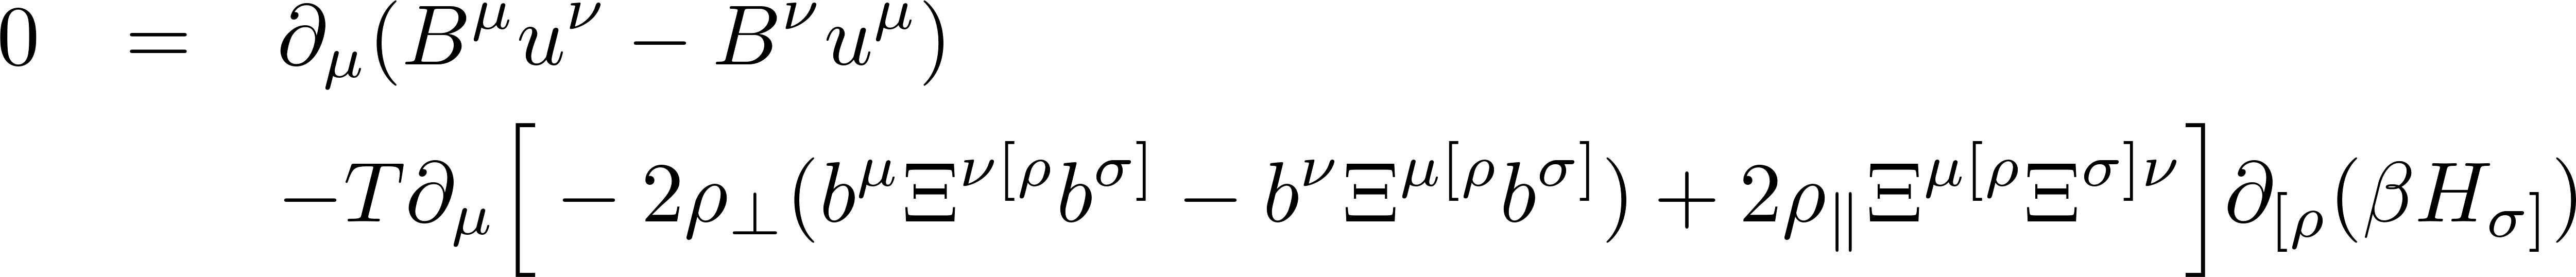 0 = ∂_μ(B^μ u^ν − B^ν u^μ)
−T∂_μ[ − 2ρ_⊥(b^μ Ξ^{ν[ρ} b^{σ]} − b^ν Ξ^{μ[ρ} b^{σ]}) + 2ρ_∥ Ξ^{μ[ρ} Ξ^{σ]ν} ] ∂_{[ρ}(βH_{σ]})